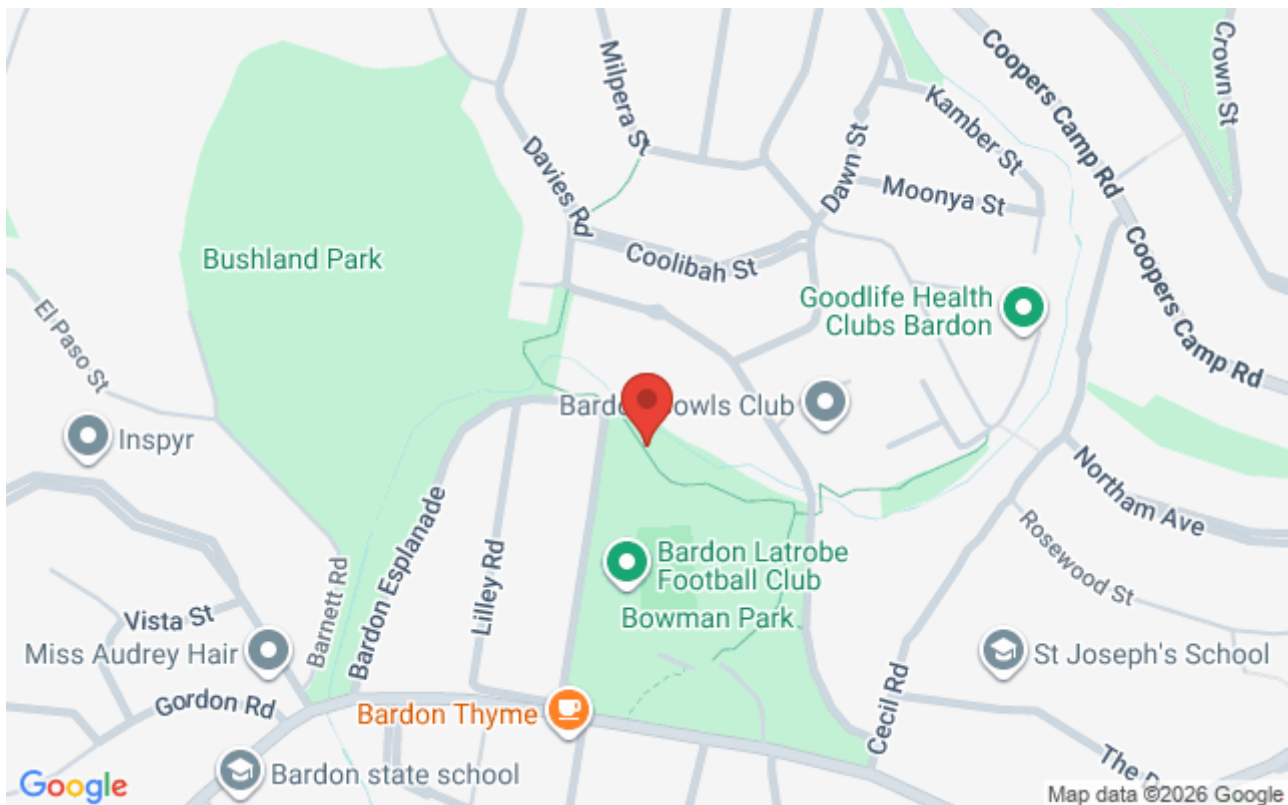 Crown St
Coopers Camp Rd
Milpera St
Kamber St
Davies Rd
Dawn St
Moonya St
Bushland Park
Coolibah St
Coopers Camp Rd
Goodlife Health
Clubs Bardon
El Paso St
Inspyr
Northam Ave
Rosewood St
Bardon Esplanade
Lilley Rd
Bardon Latrobe
Football Club
Bowman Park
Barnett Rd
Vista St
Miss Audrey Hair
St Joseph's School
Gordon Rd
Bardon Thyme
Cecil Rd
Bardon state school
Google
Map data ©2026 Google